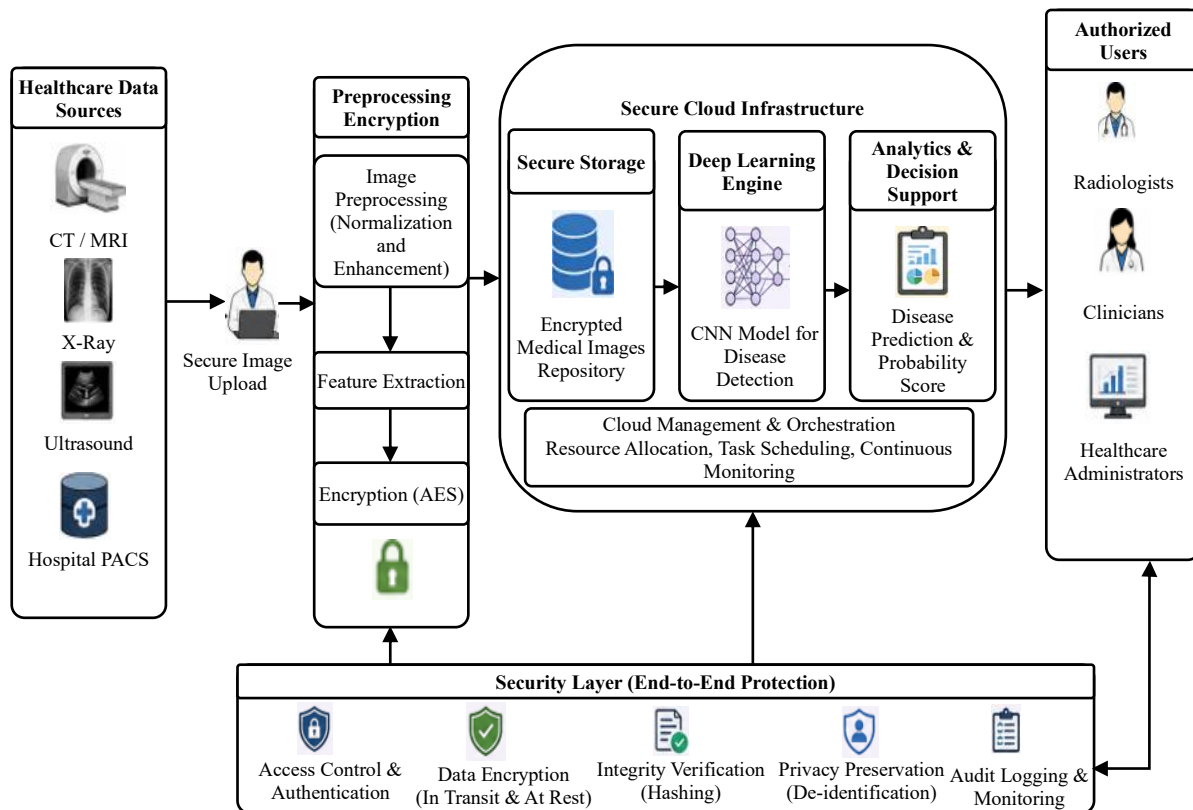 Healthcare Data
Sources
CT / MRI
X-Ray
Ultrasound
Hospital PACS
Secure Image
Upload
Preprocessing
Encryption
Image
Preprocessing
(Normalization
and
Enhancement)
Feature Extraction
Encryption (AES)
Secure Cloud Infrastructure
Secure Storage
Encrypted
Medical Images
Repository
Deep Learning
Engine
CNN Model for
Disease
Detection
Analytics &
Decision
Support
Disease
Prediction &
Probability
Score
Cloud Management & Orchestration
Resource Allocation, Task Scheduling, Continuous
Monitoring
Authorized
Users
Radiologists
Clinicians
Healthcare
Administrators
Security Layer (End-to-End Protection)
Access Control &
Authentication
Data Encryption
(In Transit & At Rest)
Integrity Verification
(Hashing)
Privacy Preservation
(De-identification)
Audit Logging &
Monitoring